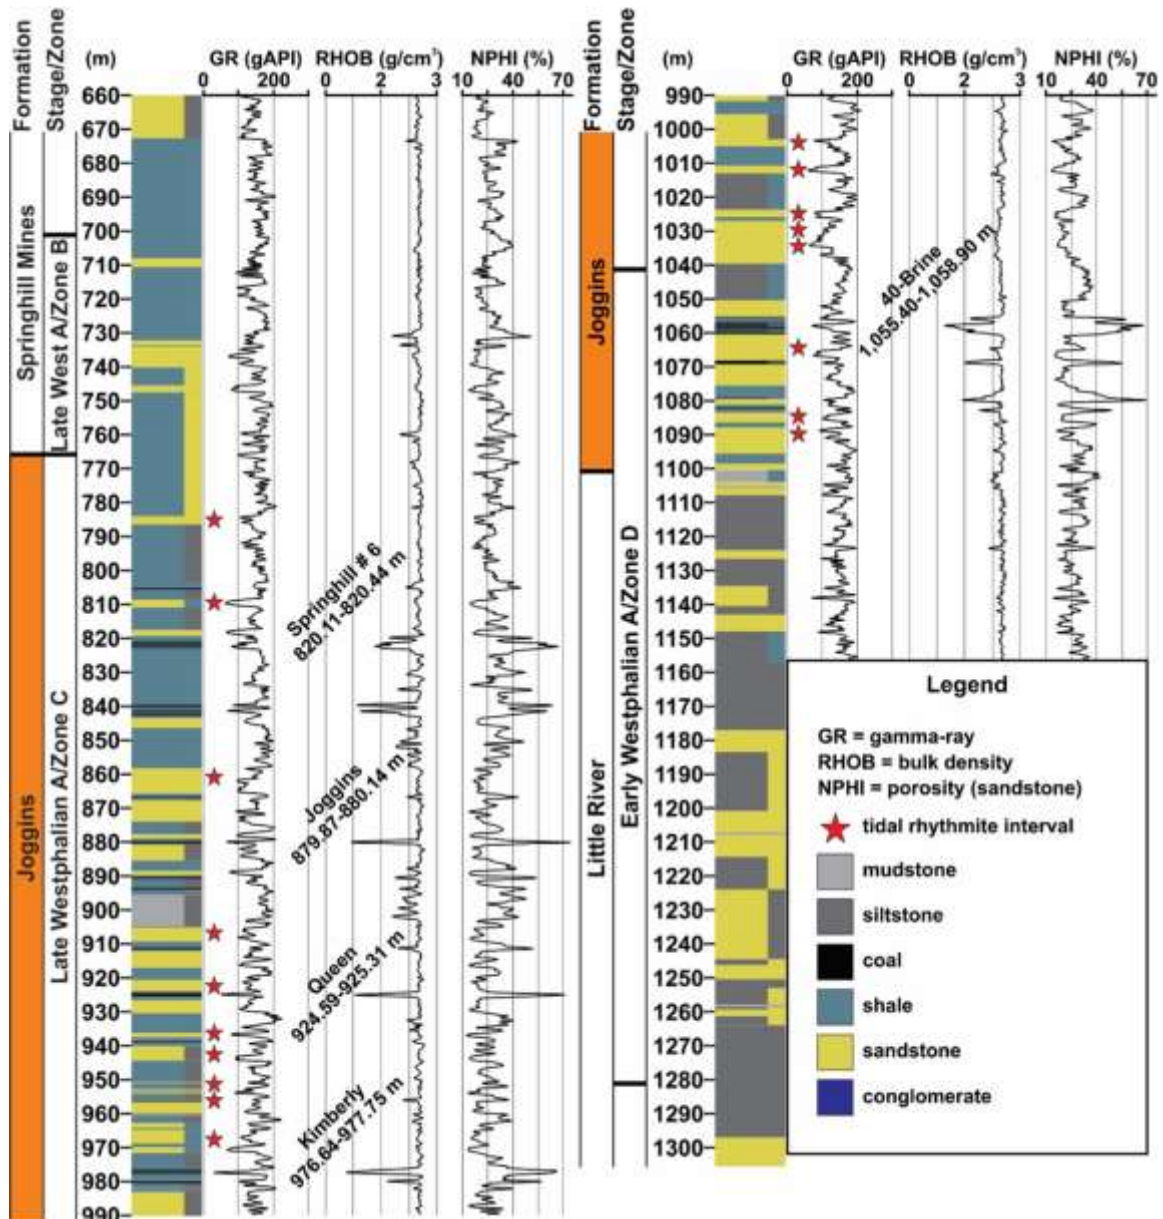 Formation
Stage/Zone
(m)
GR (gAPI)
RHOB (g/cm³)
NPHI (%)
0 200 0 2 3 10 40 70
660
670
680
690
700
710
720
730
740
750
760
770
780
790
800
810
820
830
840
850
860
870
880
890
900
910
920
930
940
950
960
970
980
990
Springhill Mines
Joggins
Late West A/Zone B
Late Westphalian A/Zone C
Springhill # 6
820.11-820.44 m
Joggins
879.87-880.14 m
Queen
924.59-925.31 m
Kimberly
976.64-977.75 m
Formation
Stage/Zone
(m)
GR (gAPI)
RHOB (g/cm³)
NPHI (%)
0 200 0 2 3 10 40 70
990
1000
1010
1020
1030
1040
1050
1060
1070
1080
1090
1100
1110
1120
1130
1140
1150
1160
1170
1180
1190
1200
1210
1220
1230
1240
1250
1260
1270
1280
1290
1300
Joggins
Little River
Early Westphalian A/Zone D
40-Brine
1,055.40-1,058.90 m
Legend
GR = gamma-ray
RHOB = bulk density
NPHI = porosity (sandstone)
tidal rhythmite interval
mudstone
siltstone
coal
shale
sandstone
conglomerate